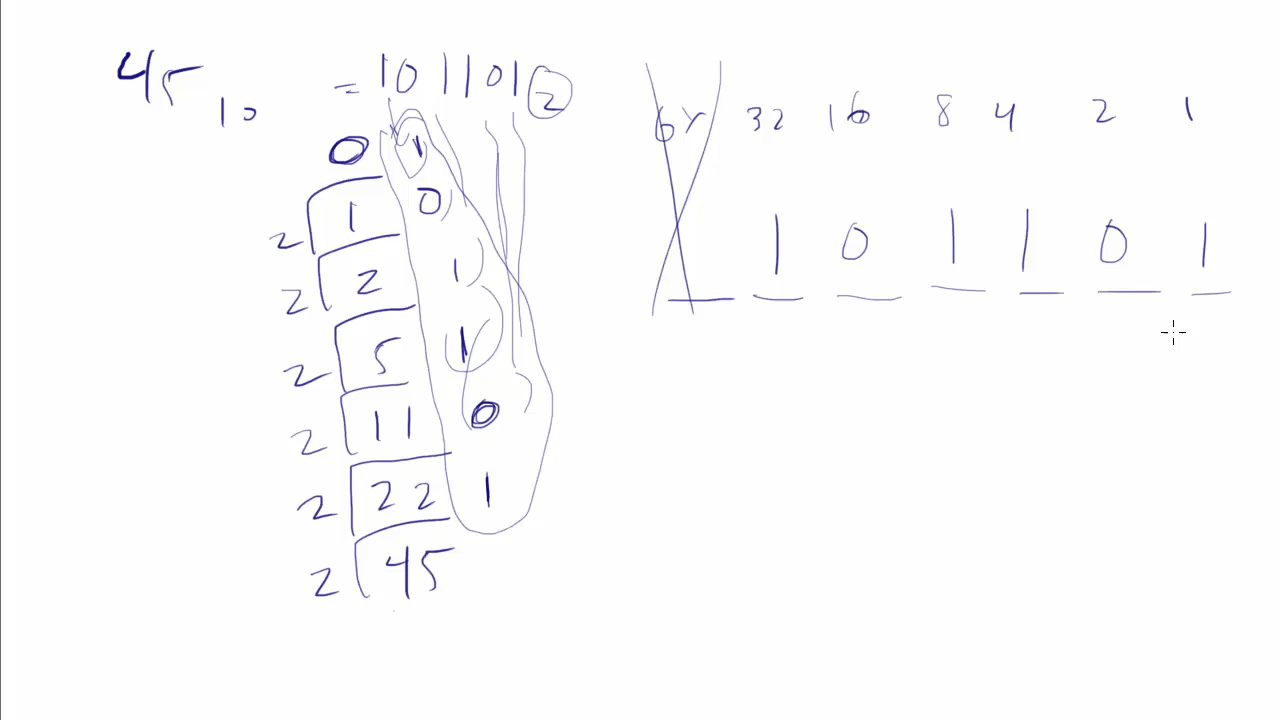 45₁₀ = 101101₂
64 32 16 8 4 2 1
0 1
2 1 0
1 0 1 1 0 1
2 2 1
2 5 1
2 11 0
2 22 1
2 45